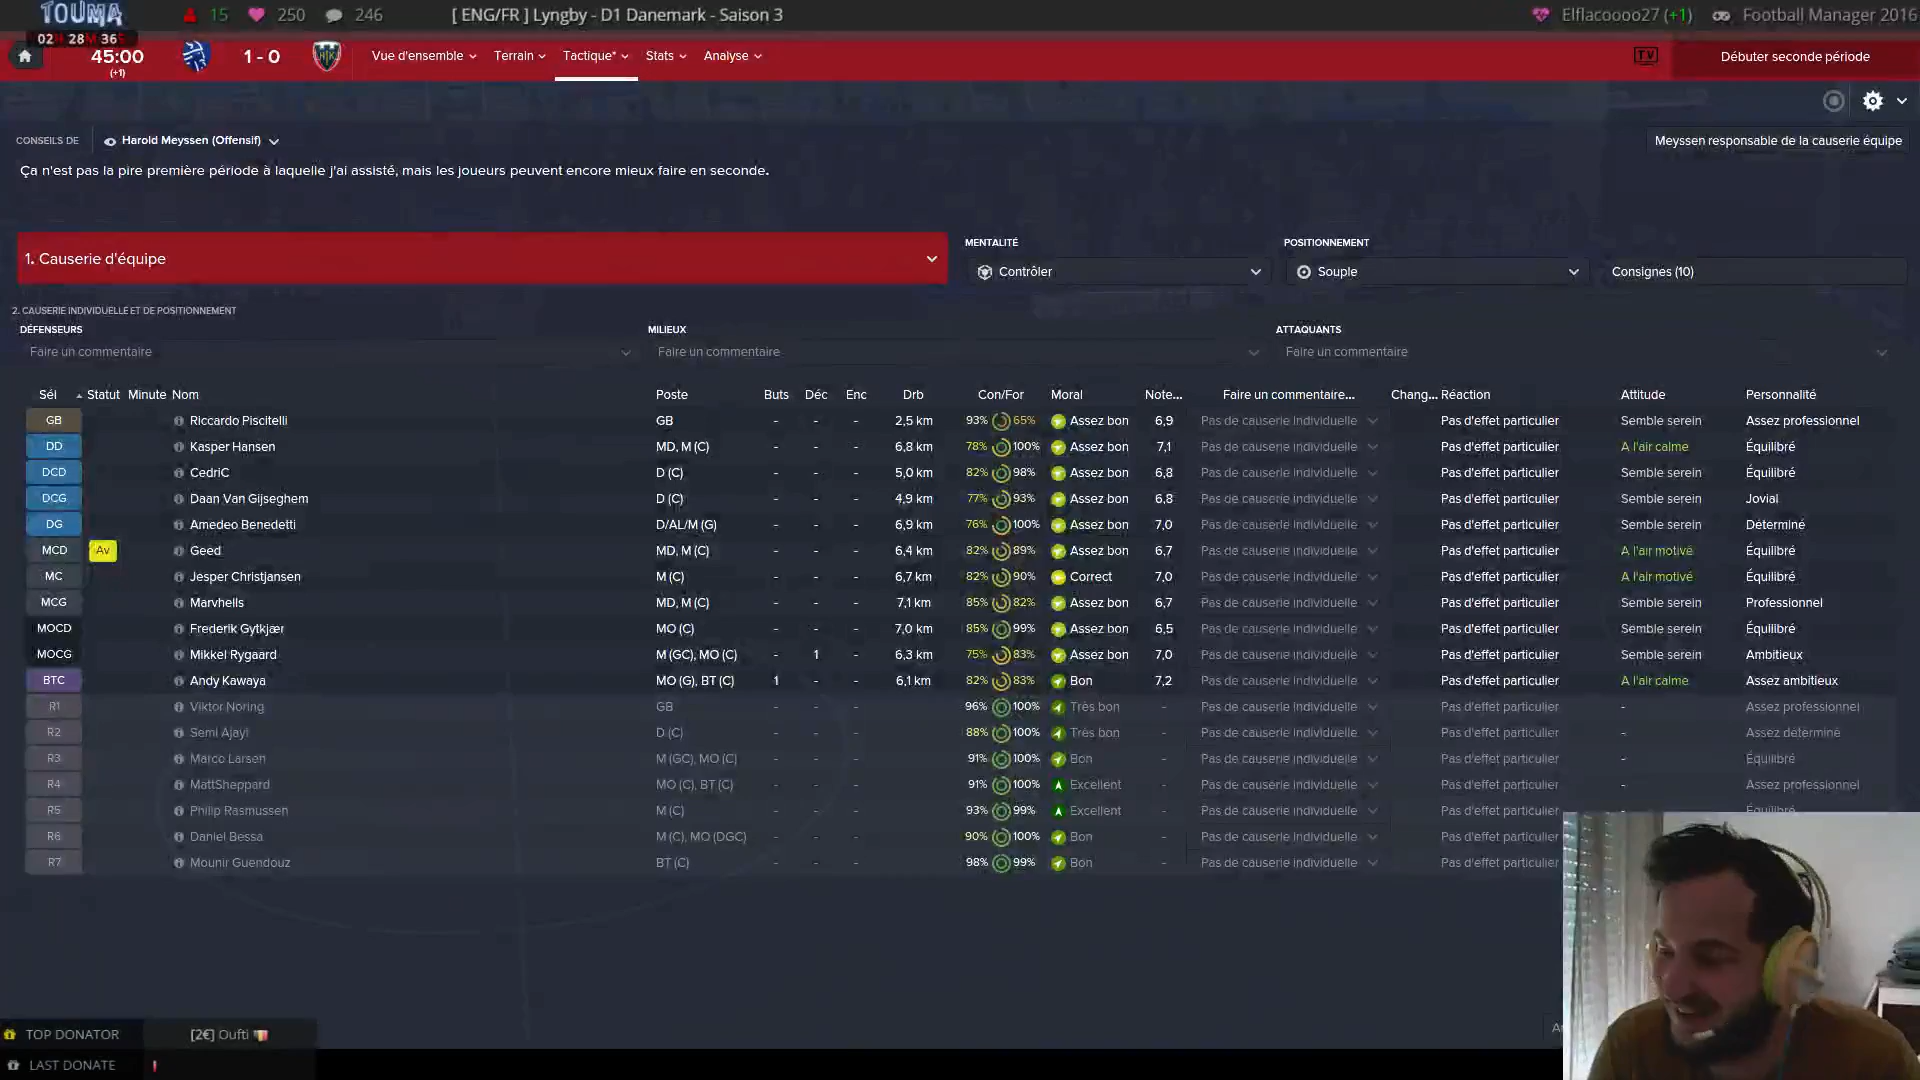 TOUMA
15 250 246 [ ENG/FR ] Lyngby - D1 Danemark - Saison 3 Elflacoooo27 (+1) Football Manager 2016
02 28 36
45:00 (+1) 1 - 0 Vue d'ensemble Terrain Tactique* Stats Analyse TV Débuter seconde période
CONSEILS DE Harold Meyssen (Offensif) Meyssen responsable de la causerie équipe
Ça n'est pas la pire première période à laquelle j'ai assisté, mais les joueurs peuvent encore mieux faire en seconde.
MENTALITÉ POSITIONNEMENT
1. Causerie d'équipe Contrôler Souple Consignes (10)
2. CAUSERIE INDIVIDUELLE ET DE POSITIONNEMENT
DÉFENSEURS MILIEUX ATTAQUANTS
Faire un commentaire Faire un commentaire Faire un commentaire
Sél Statut Minute Nom Poste Buts Déc Enc Drb Con/For Moral Note... Faire un commentaire... Chang... Réaction Attitude Personnalité
GB Riccardo Piscitelli GB - - - 2,5 km 93% 65% Assez bon 6,9 Pas de causerie individuelle Pas d'effet particulier Semble serein Assez professionnel
DD Kasper Hansen MD, M (C) - - - 6,8 km 78% 100% Assez bon 7,1 Pas de causerie individuelle Pas d'effet particulier A l'air calme Équilibré
DCD CedriC D (C) - - - 5,0 km 82% 98% Assez bon 6,8 Pas de causerie individuelle Pas d'effet particulier Semble serein Équilibré
DCG Daan Van Gijseghem D (C) - - - 4,9 km 77% 93% Assez bon 6,8 Pas de causerie individuelle Pas d'effet particulier Semble serein Jovial
DG Amedeo Benedetti D/AL/M (G) - - - 6,9 km 76% 100% Assez bon 7,0 Pas de causerie individuelle Pas d'effet particulier Semble serein Déterminé
MCD Av Geed MD, M (C) - - - 6,4 km 82% 89% Assez bon 6,7 Pas de causerie individuelle Pas d'effet particulier A l'air motivé Équilibré
MC Jesper Christjansen M (C) - - - 6,7 km 82% 90% Correct 7,0 Pas de causerie individuelle Pas d'effet particulier A l'air motivé Équilibré
MCG Marvhells MD, M (C) - - - 7,1 km 85% 82% Assez bon 6,7 Pas de causerie individuelle Pas d'effet particulier Semble serein Professionnel
MOCD Frederik Gytkjær MO (C) - - - 7,0 km 85% 99% Assez bon 6,5 Pas de causerie individuelle Pas d'effet particulier Semble serein Équilibré
MOCG Mikkel Rygaard M (GC), MO (C) - 1 - 6,3 km 75% 83% Assez bon 7,0 Pas de causerie individuelle Pas d'effet particulier Semble serein Ambitieux
BTC Andy Kawaya MO (G), BT (C) 1 - - 6,1 km 82% 83% Bon 7,2 Pas de causerie individuelle Pas d'effet particulier A l'air calme Assez ambitieux
R1 Viktor Noring GB - - - 96% 100% Très bon - Pas de causerie individuelle Pas d'effet particulier - Assez professionnel
R2 Semi Ajayi D (C) - - - 88% 100% Très bon - Pas de causerie individuelle Pas d'effet particulier - Assez déterminé
R3 Marco Larsen M (GC), MO (C) - - - 91% 100% Bon - Pas de causerie individuelle Pas d'effet particulier - Équilibré
R4 MattSheppard MO (C), BT (C) - - - 91% 100% Excellent - Pas de causerie individuelle Pas d'effet particulier - Assez professionnel
R5 Philip Rasmussen M (C) - - - 93% 99% Excellent - Pas de causerie individuelle Pas d'effet particulier - Équilibré
R6 Daniel Bessa M (C), MO (DGC) - - - 90% 100% Bon - Pas de causerie individuelle Pas d'effet particulier
R7 Mounir Guendouz BT (C) - - - 98% 99% Bon - Pas de causerie individuelle Pas d'effet particulier
TOP DONATOR [2€] Oufti
LAST DONATE